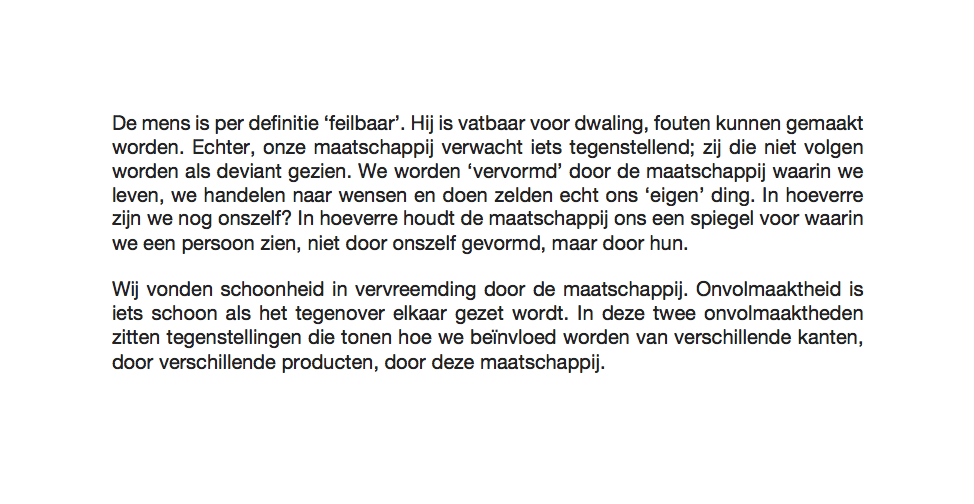 De mens is per definitie ‘feilbaar’. Hij is vatbaar voor dwaling, fouten kunnen gemaakt
worden. Echter, onze maatschappij verwacht iets tegenstellend; zij die niet volgen
worden als deviant gezien. We worden ‘vervormd’ door de maatschappij waarin we
leven, we handelen naar wensen en doen zelden echt ons ‘eigen’ ding. In hoeverre
zijn we nog onszelf? In hoeverre houdt de maatschappij ons een spiegel voor waarin
we een persoon zien, niet door onszelf gevormd, maar door hun.
Wij vonden schoonheid in vervreemding door de maatschappij. Onvolmaaktheid is
iets schoon als het tegenover elkaar gezet wordt. In deze twee onvolmaaktheden
zitten tegenstellingen die tonen hoe we beïnvloed worden van verschillende kanten,
door verschillende producten, door deze maatschappij.